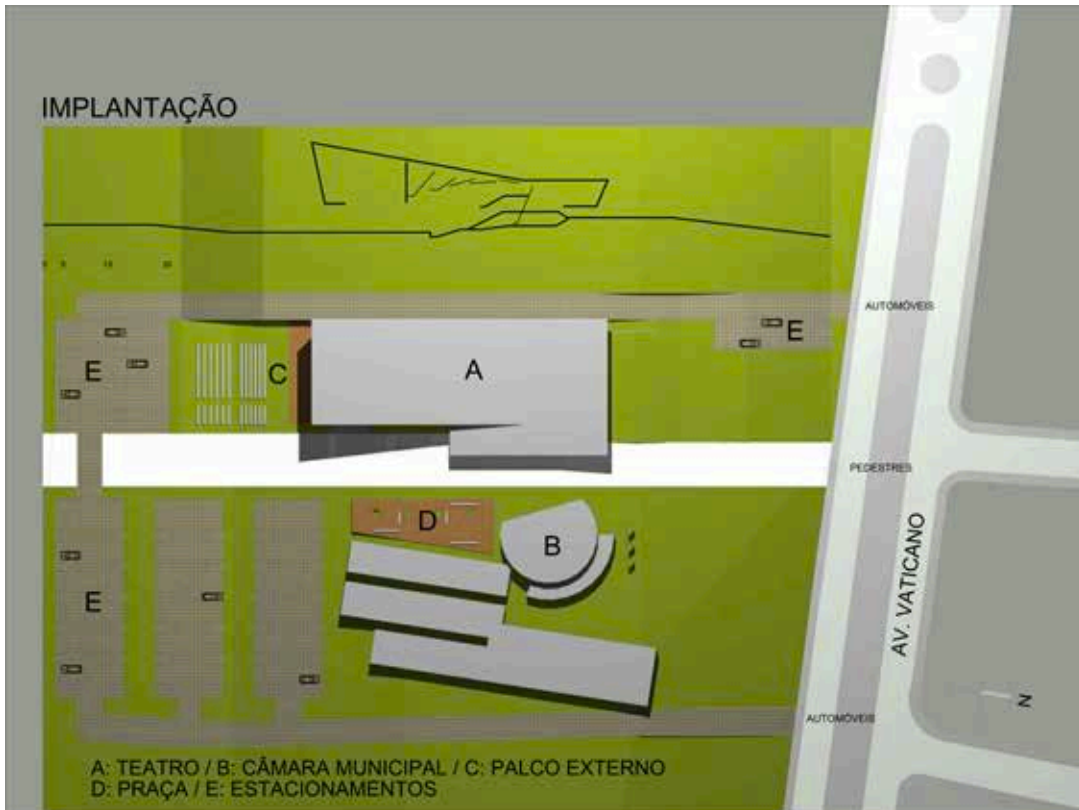 IMPLANTAÇÃO
AUTOMÓVEIS
E
E
C
A
PEDESTRES
D
B
E
AV. VATICANO
N
AUTOMÓVEIS
A: TEATRO / B: CÂMARA MUNICIPAL / C: PALCO EXTERNO
D: PRAÇA / E: ESTACIONAMENTOS